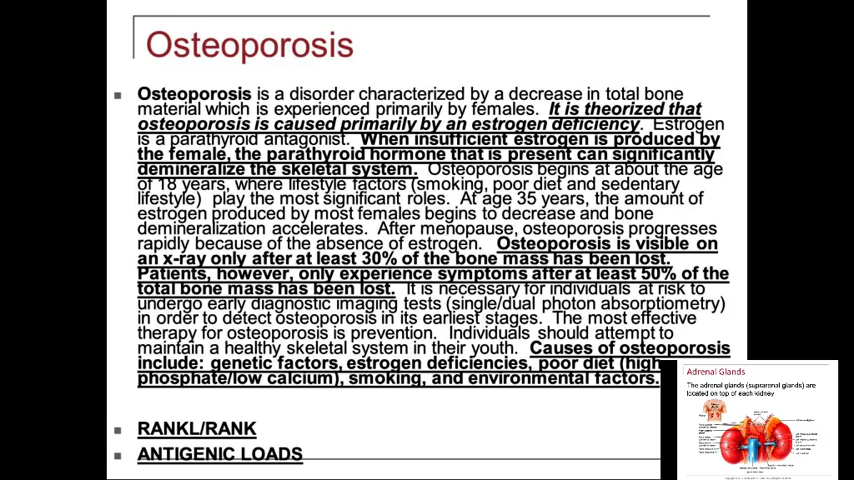 Osteoporosis
Osteoporosis is a disorder characterized by a decrease in total bone
material which is experienced primarily by females. It is theorized that
osteoporosis is caused primarily by an estrogen deficiency. Estrogen
is a parathyroid antagonist. When insufficient estrogen is produced by
the female, the parathyroid hormone that is present can significantly
demineralize the skeletal system. Osteoporosis begins at about the age
of 18 years, where lifestyle factors (smoking, poor diet and sedentary
lifestyle) play the most significant roles. At age 35 years, the amount of
estrogen produced by most females begins to decrease and bone
demineralization accelerates. After menopause, osteoporosis progresses
rapidly because of the absence of estrogen. Osteoporosis is visible on
an x-ray only after at least 30% of the bone mass has been lost.
Patients, however, only experience symptoms after at least 50% of the
total bone mass has been lost. It is necessary for individuals at risk to
undergo early diagnostic imaging tests (single/dual photon absorptiometry)
in order to detect osteoporosis in its earliest stages. The most effective
therapy for osteoporosis is prevention. Individuals should attempt to
maintain a healthy skeletal system in their youth. Causes of osteoporosis
include: genetic factors, estrogen deficiencies, poor diet (high
phosphate/low calcium), smoking, and environmental factors.
RANKL/RANK
ANTIGENIC LOADS
Adrenal Glands
The adrenal glands (suprarenal glands) are
located on top of each kidney